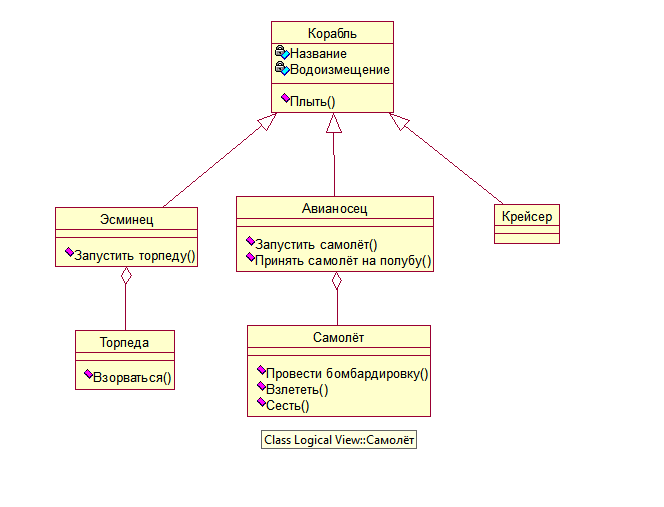 Корабль
Название
Водоизмещение
Плыть()
Эсминец
Запустить торпеду()
Авианосец
Запустить самолёт()
Принять самолёт на полубу()
Крейсер
Торпеда
Взорваться()
Самолёт
Провести бомбардировку()
Взлететь()
Сесть()
Class Logical View::Самолёт